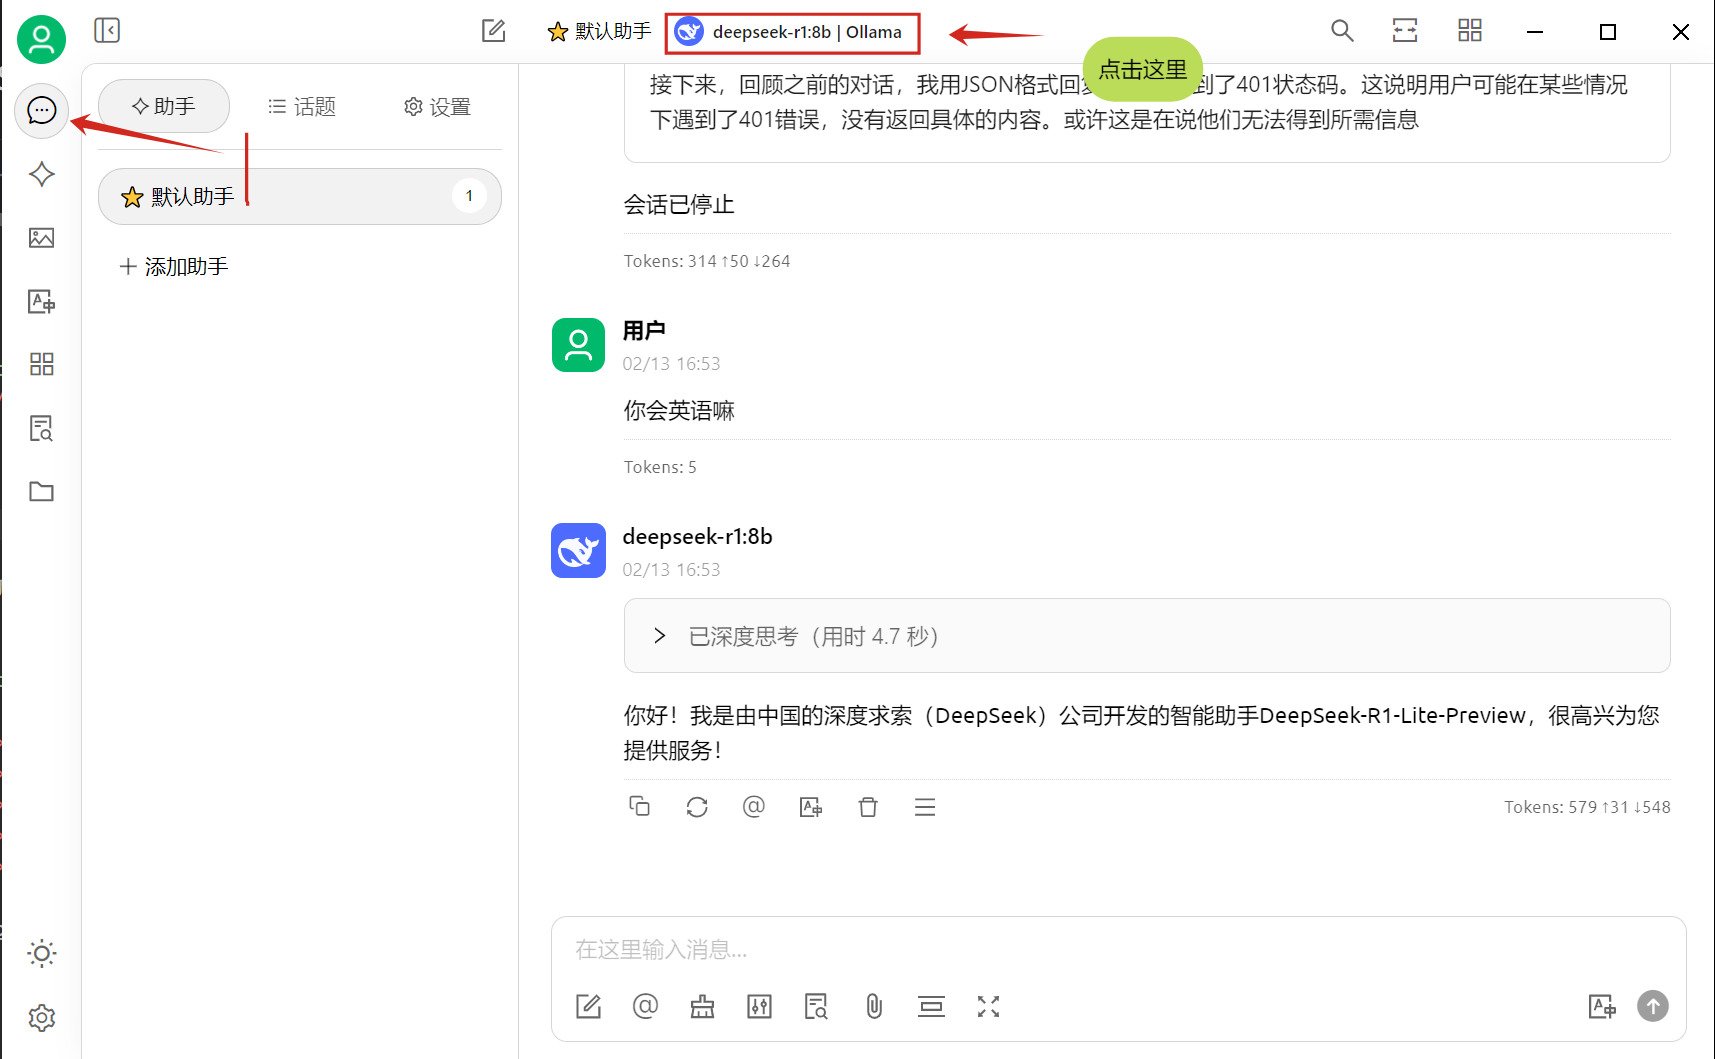 默认助手
deepseek-r1:8b | Ollama
点击这里
助手
话题
设置
默认助手
1
添加助手
接下来，回顾之前的对话，我用JSON格式回 到了401状态码。这说明用户可能在某些情况
下遇到了401错误，没有返回具体的内容。或许这是在说他们无法得到所需信息
会话已停止
Tokens: 314 ↑50 ↓264
用户
02/13 16:53
你会英语嘛
Tokens: 5
deepseek-r1:8b
02/13 16:53
已深度思考（用时 4.7 秒）
你好！我是由中国的深度求索（DeepSeek）公司开发的智能助手DeepSeek-R1-Lite-Preview，很高兴为您
提供服务！
Tokens: 579 ↑31 ↓548
在这里输入消息...